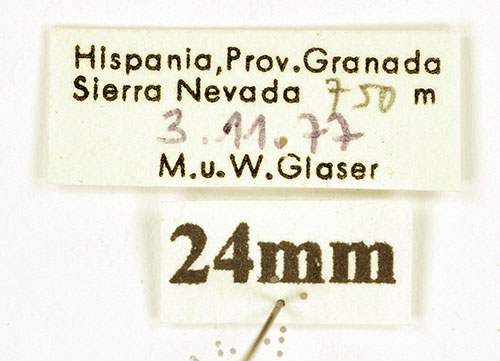 Hispania,Prov.Granada
Sierra Nevada 750 m
3.11.77
M.u.W.Glaser
24mm